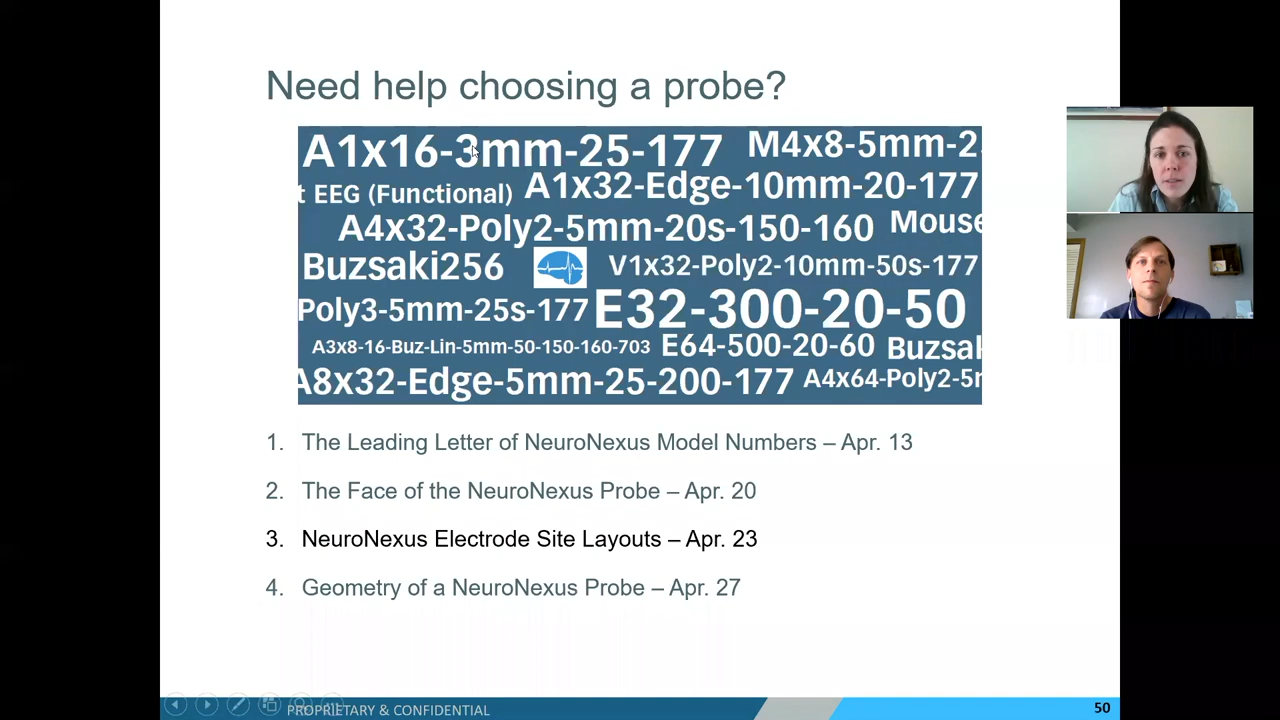 Need help choosing a probe?
A1x16-3mm-25-177 M4x8-5mm-2
t EEG (Functional) A1x32-Edge-10mm-20-177
A4x32-Poly2-5mm-20s-150-160 Mouse
Buzsaki256 V1x32-Poly2-10mm-50s-177
Poly3-5mm-25s-177 E32-300-20-50
A3x8-16-Buz-Lin-5mm-50-150-160-703 E64-500-20-60 Buzsak
A8x32-Edge-5mm-25-200-177 A4x64-Poly2-5m
1. The Leading Letter of NeuroNexus Model Numbers – Apr. 13
2. The Face of the NeuroNexus Probe – Apr. 20
3. NeuroNexus Electrode Site Layouts – Apr. 23
4. Geometry of a NeuroNexus Probe – Apr. 27
PROPRIETARY & CONFIDENTIAL
50